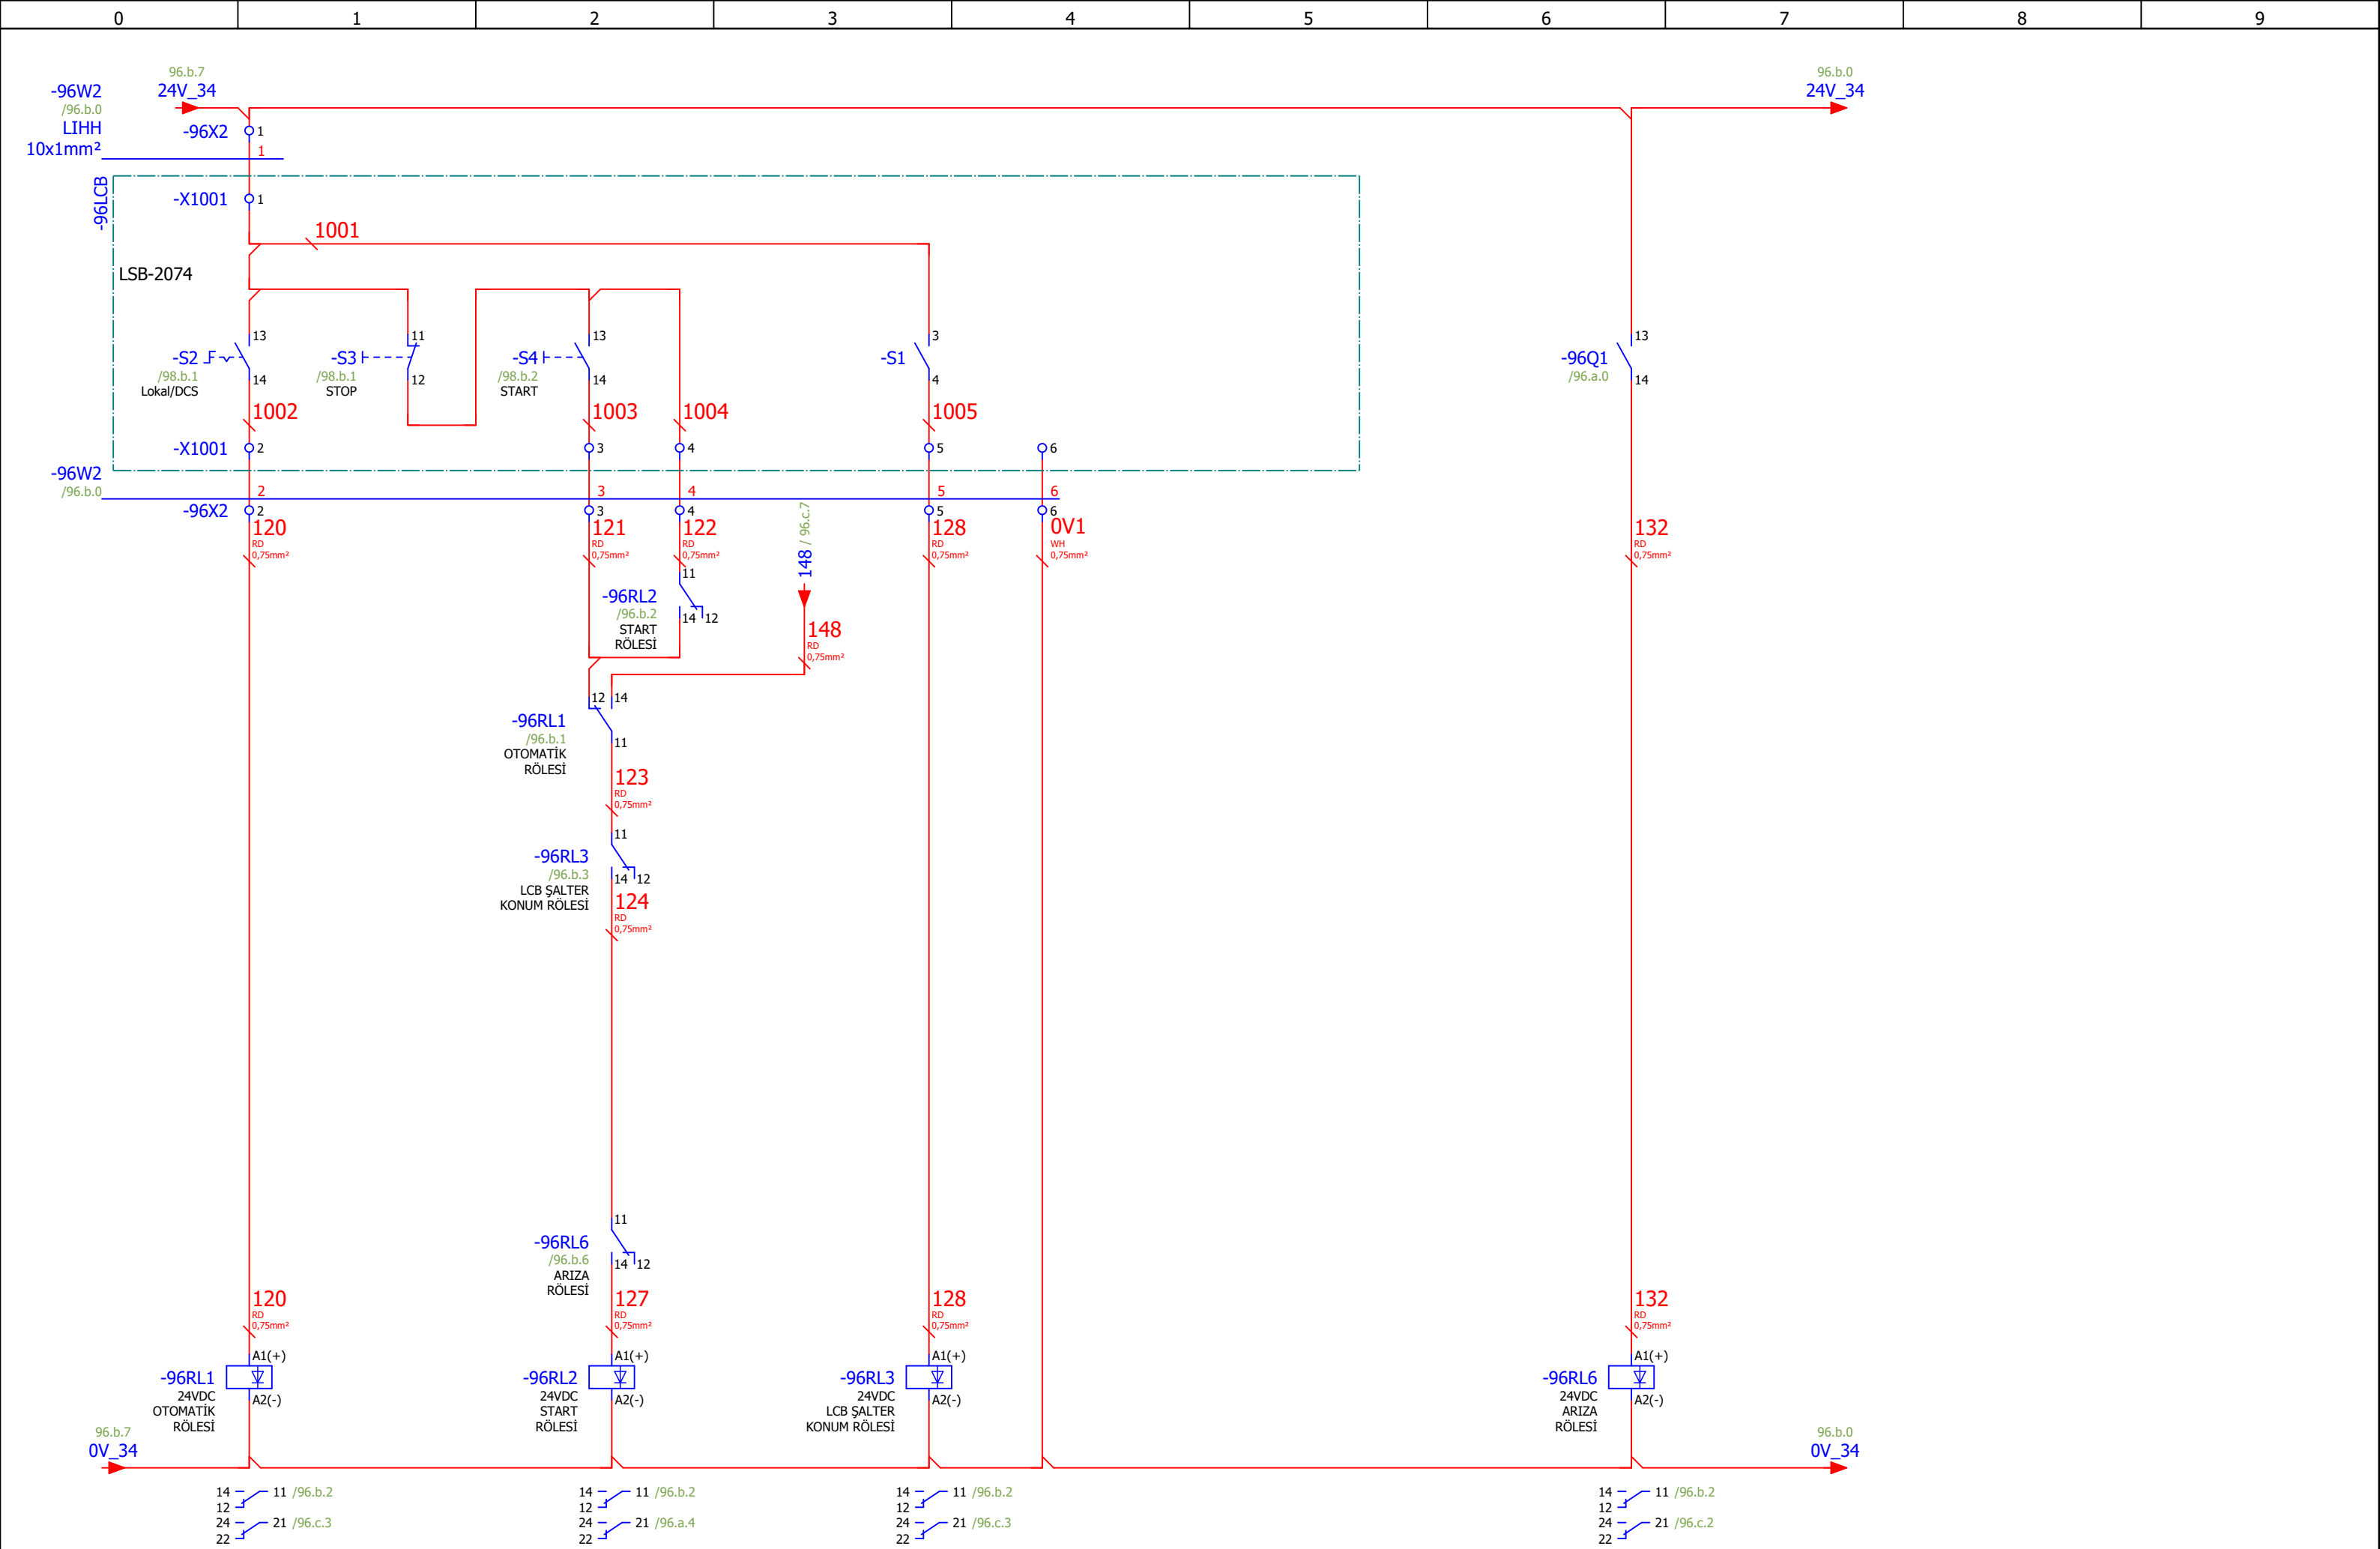 0 1 2 3 4 5 6 7 8 9
96.b.7 96.b.0
-96W2 24V_34 24V_34
/96.b.0
LIHH -96X2 1
10x1mm² 1
-96LCB
-X1001 1
1001
LSB-2074
13 11 13 3 13
-S2 -S3 -S4 -S1 -96Q1
/98.b.1 /98.b.1 /98.b.2 /96.a.0
14 12 14 4 14
Lokal/DCS STOP START
1002 1003 1004 1005
-X1001 2 3 4 5 6
-96W2
/96.b.0 2 3 4 5 6
-96X2 2 3 4 5 6
120 121 122 128 0V1 132
RD RD RD RD WH RD
0,75mm² 0,75mm² 0,75mm² 0,75mm² 0,75mm² 0,75mm²
148 / 96.c.7
11
-96RL2
/96.b.2 14 12
START
RÖLESİ
148
RD
0,75mm²
12 14
-96RL1
/96.b.1 11
OTOMATİK
RÖLESİ
123
RD
0,75mm²
11
-96RL3
/96.b.3 14 12
LCB ŞALTER
KONUM RÖLESİ
124
RD
0,75mm²
11
-96RL6
/96.b.6 14 12
ARIZA
RÖLESİ
120 127 128 132
RD RD RD RD
0,75mm² 0,75mm² 0,75mm² 0,75mm²
A1(+) A1(+) A1(+) A1(+)
-96RL1 -96RL2 -96RL3 -96RL6
24VDC 24VDC 24VDC 24VDC
A2(-) A2(-) A2(-) A2(-)
OTOMATİK START LCB ŞALTER ARIZA
RÖLESİ RÖLESİ KONUM RÖLESİ RÖLESİ
96.b.7 96.b.0
0V_34 0V_34
14 11 /96.b.2 14 11 /96.b.2 14 11 /96.b.2 14 11 /96.b.2
12 12 12 12
24 21 /96.c.3 24 21 /96.a.4 24 21 /96.c.3 24 21 /96.c.2
22 22 22 22